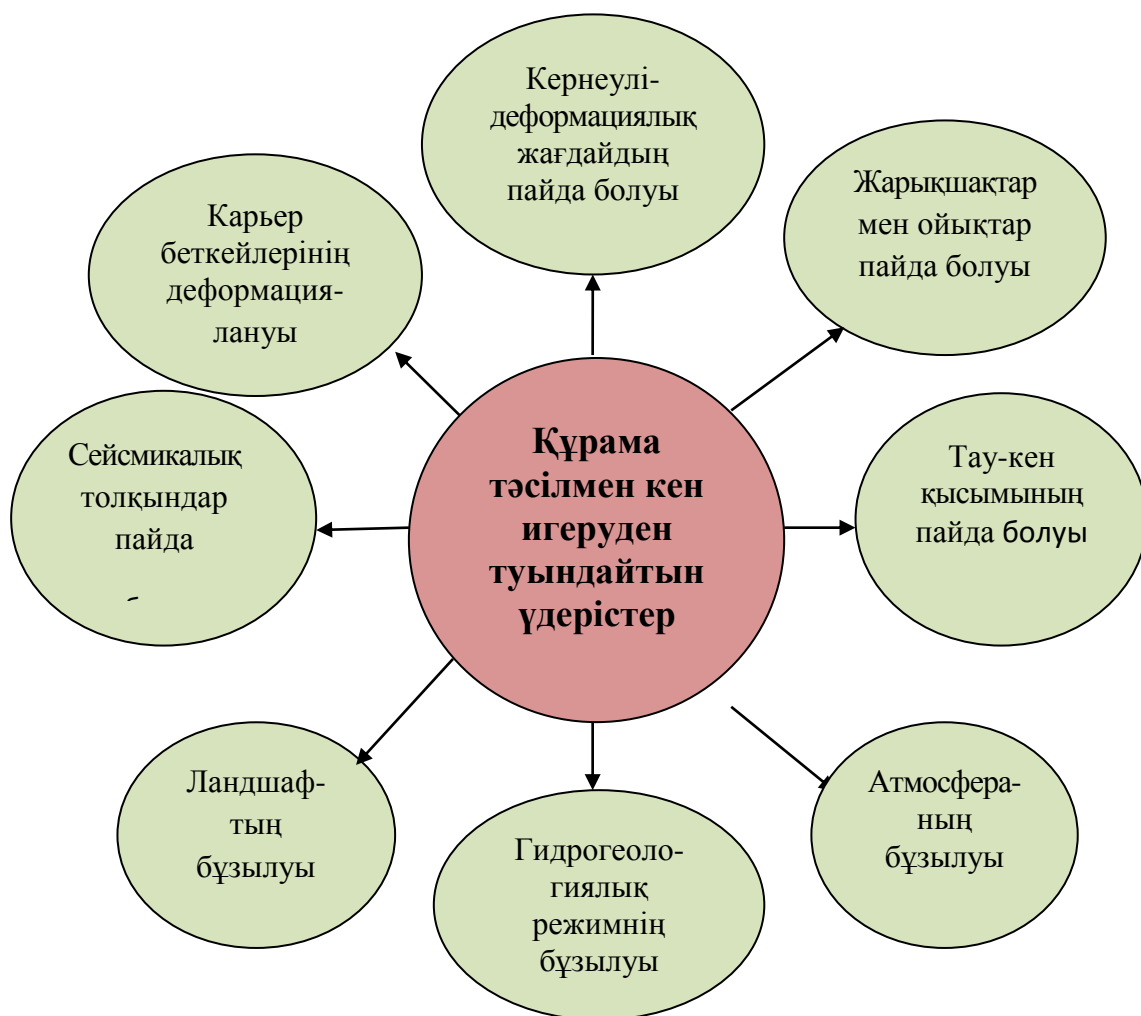 Кернеулі-
деформациялық
жағдайдың
пайда болуы
Жарықшақтар
мен ойықтар
пайда болуы
Карьер
беткейлерінің
деформация-
лануы
Сейсмикалық
толқындар
пайда
Құрама
тәсілмен кен
игеруден
туындайтын
үдерістер
Тау-кен
қысымының
пайда болуы
Ландшаф-
тың
бұзылуы
Гидрогеоло-
гиялық
режимнің
бұзылуы
Атмосфера-
ның
бұзылуы